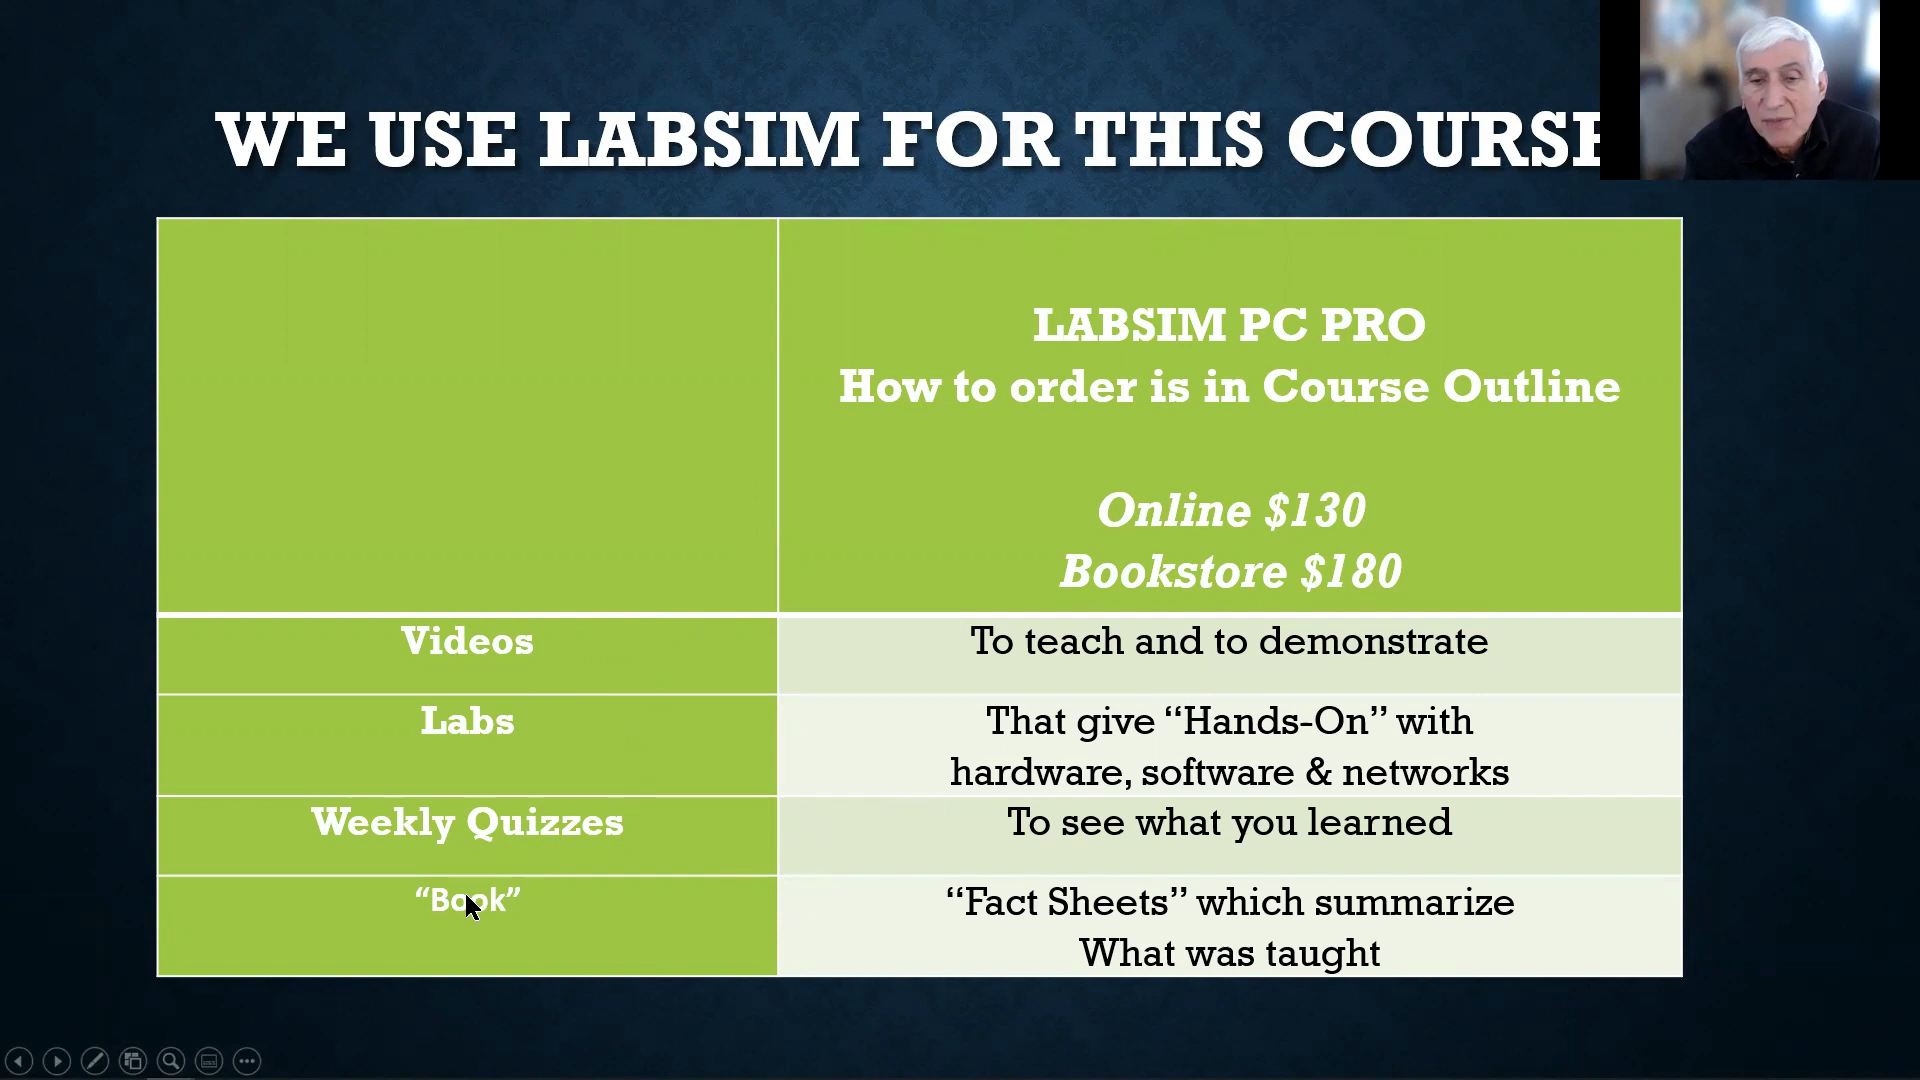 WE USE LABSIM FOR THIS COURSE
LABSIM PC PRO
How to order is in Course Outline
Online $130
Bookstore $180
Videos
To teach and to demonstrate
Labs
That give “Hands-On” with
hardware, software & networks
Weekly Quizzes
To see what you learned
“Book”
“Fact Sheets” which summarize
What was taught